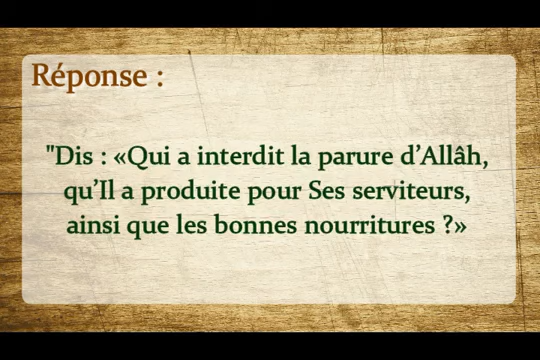 Réponse :
"Dis : «Qui a interdit la parure d’Allâh,
qu’Il a produite pour Ses serviteurs,
ainsi que les bonnes nourritures ?»